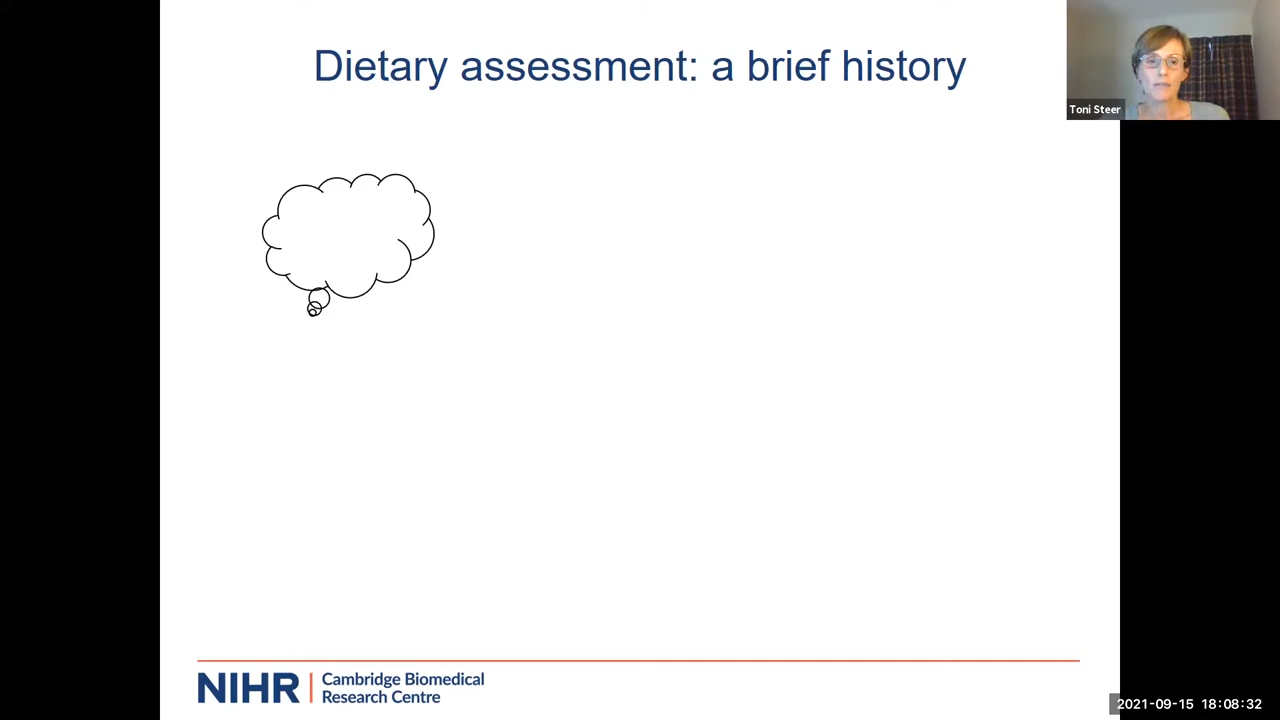 Dietary assessment: a brief history
Toni Steer
NIHR | Cambridge Biomedical
Research Centre
2021-09-15 18:08:32